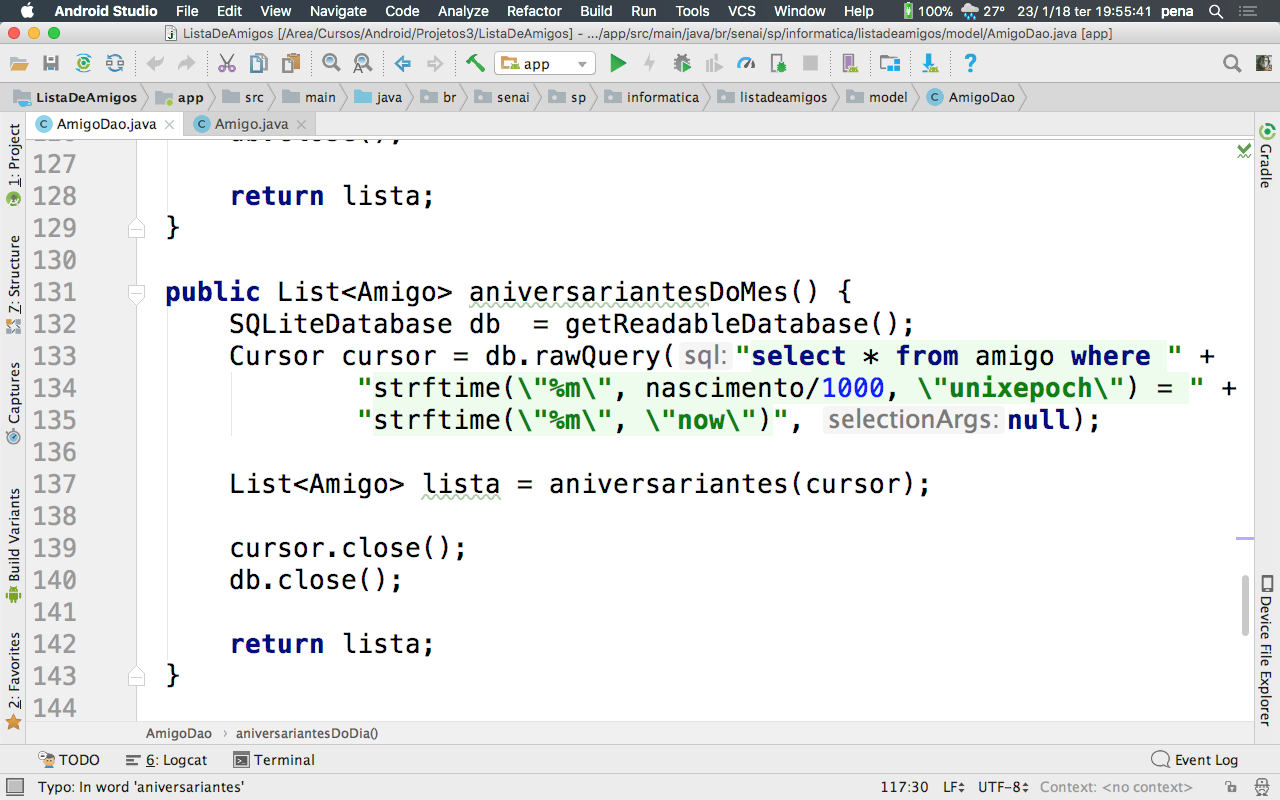 Android Studio File Edit View Navigate Code Analyze Refactor Build Run Tools VCS Window Help 100% 27° 23/ 1/18 ter 19:55:41 pena
ListaDeAmigos [/Area/Cursos/Android/Projetos3/ListaDeAmigos] - .../app/src/main/java/br/senai/sp/informatica/listadeamigos/model/AmigoDao.java [app]
app
ListaDeAmigos app src main java br senai sp informatica listadeamigos model AmigoDao
AmigoDao.java Amigo.java
1: Project
Z: Structure
Captures
Build Variants
2: Favorites
127
128 return lista;
129 }
130
131 public List<Amigo> aniversariantesDoMes() {
132 SQLiteDatabase db  = getReadableDatabase();
133 Cursor cursor = db.rawQuery( sql: "select * from amigo where " +
134 "strftime(\"%m\", nascimento/1000, \"unixepoch\") = " +
135 "strftime(\"%m\", \"now\")", selectionArgs: null);
136
137 List<Amigo> lista = aniversariantes(cursor);
138
139 cursor.close();
140 db.close();
141
142 return lista;
143 }
144
Gradle
Device File Explorer
AmigoDao › aniversariantesDoDia()
TODO 6: Logcat Terminal Event Log
Typo: In word 'aniversariantes' 117:30 LF UTF-8 Context: <no context>